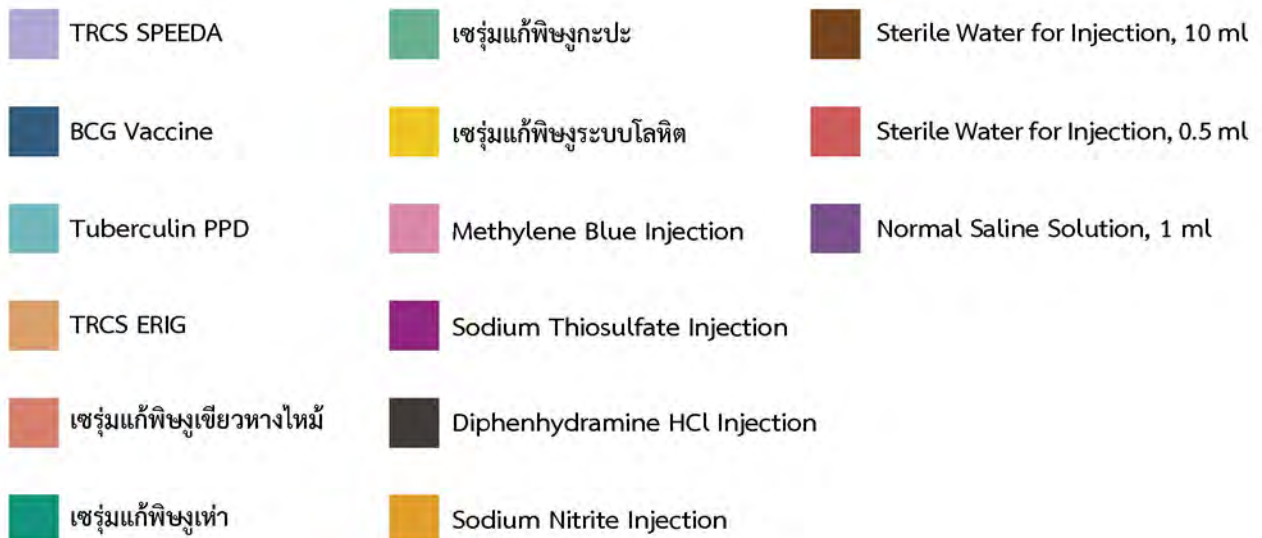 TRCS SPEEDA
BCG Vaccine
Tuberculin PPD
TRCS ERIG
เซรุ่มแก้พิษงูเขียวหางไหม้
เซรุ่มแก้พิษงูเห่า
เซรุ่มแก้พิษงูกะปะ
เซรุ่มแก้พิษงูระบบโลหิต
Methylene Blue Injection
Sodium Thiosulfate Injection
Diphenhydramine HCl Injection
Sodium Nitrite Injection
Sterile Water for Injection, 10 ml
Sterile Water for Injection, 0.5 ml
Normal Saline Solution, 1 ml